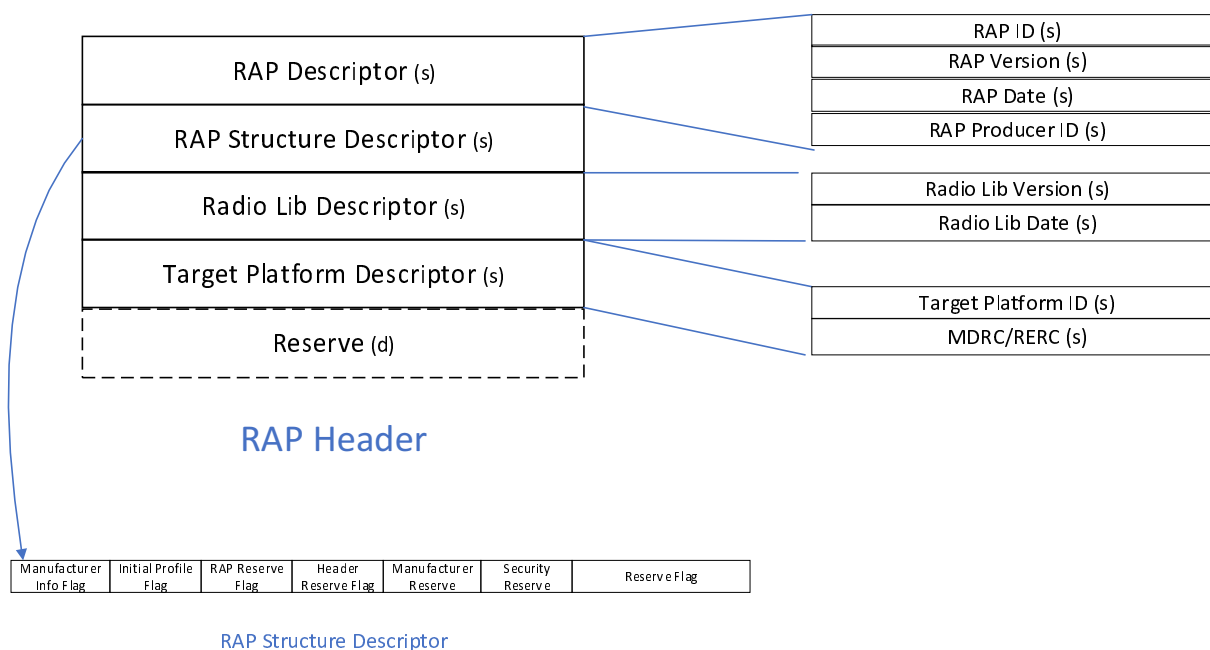 RAP Descriptor (s)
RAP Structure Descriptor (s)
Radio Lib Descriptor (s)
Target Platform Descriptor (s)
Reserve (d)
RAP Header
RAP ID (s)
RAP Version (s)
RAP Date (s)
RAP Producer ID (s)
Radio Lib Version (s)
Radio Lib Date (s)
Target Platform ID (s)
MDRC/RERC (s)
Manufacturer
Info Flag
Initial Profile
Flag
RAP Reserve
Flag
Header
Reserve Flag
Manufacturer
Reserve
Security
Reserve
Reserve Flag
RAP Structure Descriptor